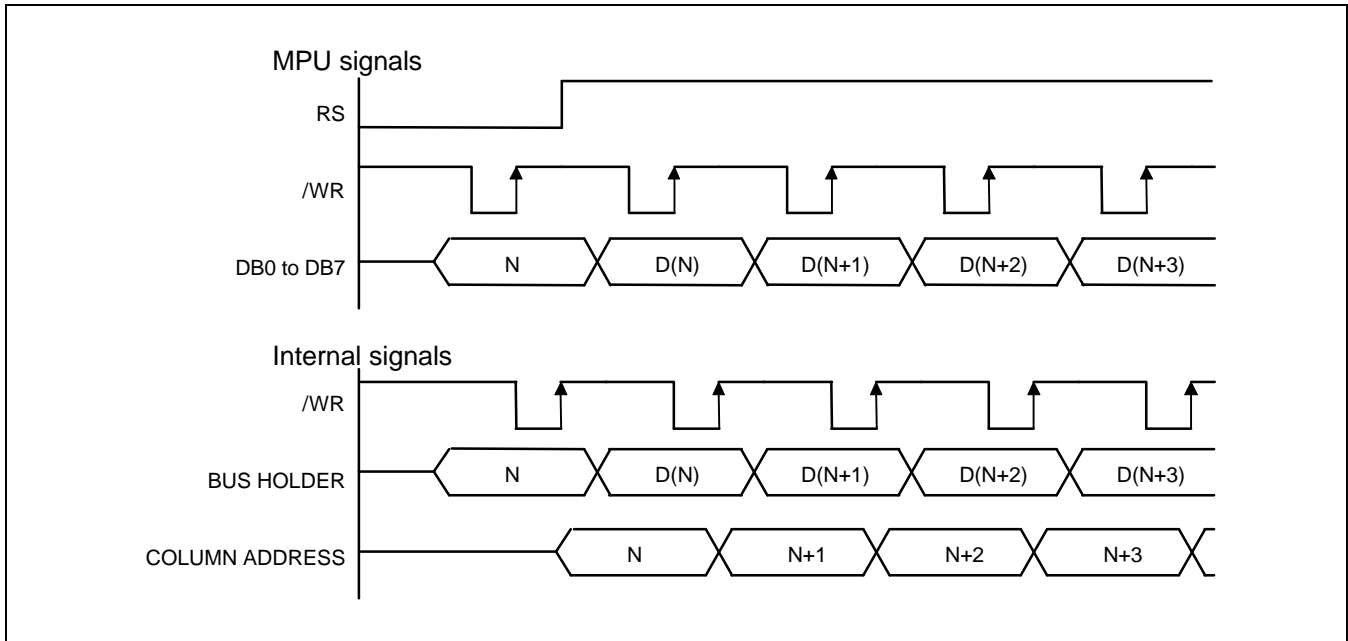 MPU signals
RS
/WR
DB0 to DB7 N D(N) D(N+1) D(N+2) D(N+3)
Internal signals
/WR
BUS HOLDER N D(N) D(N+1) D(N+2) D(N+3)
COLUMN ADDRESS N N+1 N+2 N+3